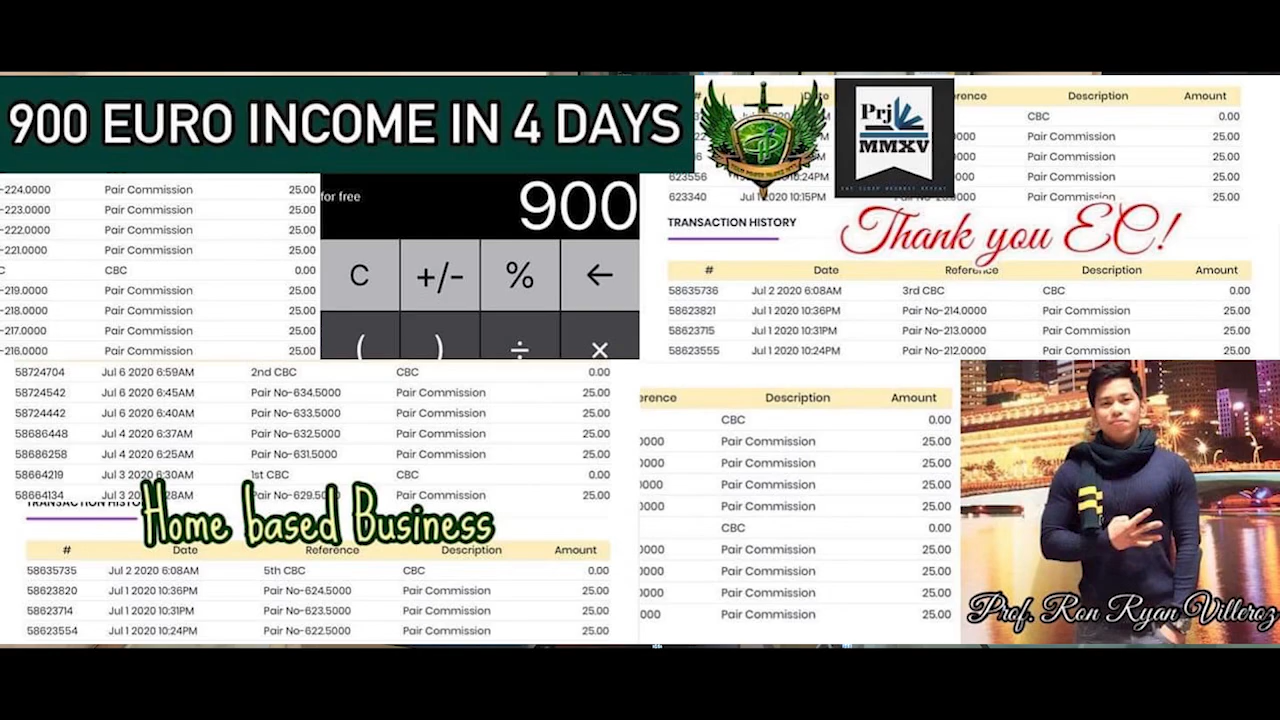 900 EURO INCOME IN 4 DAYS
-224.0000 Pair Commission 25.00
-223.0000 Pair Commission 25.00
-222.0000 Pair Commission 25.00
-221.0000 Pair Commission 25.00
CBC 0.00
-219.0000 Pair Commission 25.00
-218.0000 Pair Commission 25.00
-217.0000 Pair Commission 25.00
-216.0000 Pair Commission 25.00
for free
900
C +/- % ←
( ) ÷ ×
# Date Description Amount
CBC 0.00
Pair Commission 25.00
Pair Commission 25.00
623556 10:24PM Pair Commission 25.00
623340 Jul 1 2020 10:15PM Pair Commission 25.00
Prj
MMXV
TRANSACTION HISTORY
Thank you EC!
# Date Reference Description Amount
58635736 Jul 2 2020 6:08AM 3rd CBC CBC 0.00
58623821 Jul 1 2020 10:36PM Pair No-214.0000 Pair Commission 25.00
58623715 Jul 1 2020 10:31PM Pair No-213.0000 Pair Commission 25.00
58623555 Jul 1 2020 10:24PM Pair No-212.0000 Pair Commission 25.00
58724704 Jul 6 2020 6:59AM 2nd CBC CBC 0.00
58724542 Jul 6 2020 6:45AM Pair No-634.5000 Pair Commission 25.00
58724442 Jul 6 2020 6:40AM Pair No-633.5000 Pair Commission 25.00
58686448 Jul 4 2020 6:37AM Pair No-632.5000 Pair Commission 25.00
58686258 Jul 4 2020 6:25AM Pair No-631.5000 Pair Commission 25.00
58664219 Jul 3 2020 6:30AM 1st CBC CBC 0.00
58664134 Jul 3 Pair Commission 25.00
TRANSACTION
Home based Business
# Date Reference Description Amount
58635735 Jul 2 2020 6:08AM 5th CBC CBC 0.00
58623820 Jul 1 2020 10:36PM Pair No-624.5000 Pair Commission 25.00
58623714 Jul 1 2020 10:31PM Pair No-623.5000 Pair Commission 25.00
58623554 Jul 1 2020 10:24PM Pair No-622.5000 Pair Commission 25.00
Description Amount
CBC 0.00
Pair Commission 25.00
Pair Commission 25.00
Pair Commission 25.00
Pair Commission 25.00
CBC 0.00
Pair Commission 25.00
Pair Commission 25.00
Pair Commission 25.00
Pair Commission 25.00
Prof. Ron Ryan Villeroz